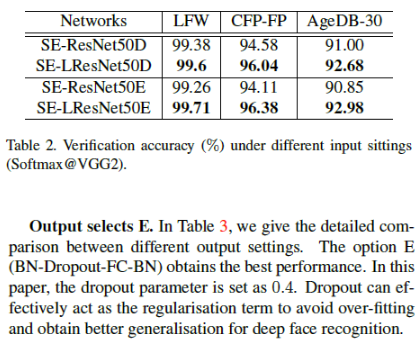 Networks LFW CFP-FP AgeDB-30
SE-ResNet50D 99.38 94.58 91.00
SE-LResNet50D 99.6 96.04 92.68
SE-ResNet50E 99.26 94.11 90.85
SE-LResNet50E 99.71 96.38 92.98
Table 2. Verification accuracy (%) under different input sittings
(Softmax@VGG2).
Output selects E. In Table 3, we give the detailed com-
parison between different output settings. The option E
(BN-Dropout-FC-BN) obtains the best performance. In this
paper, the dropout parameter is set as 0.4. Dropout can ef-
fectively act as the regularisation term to avoid over-fitting
and obtain better generalisation for deep face recognition.